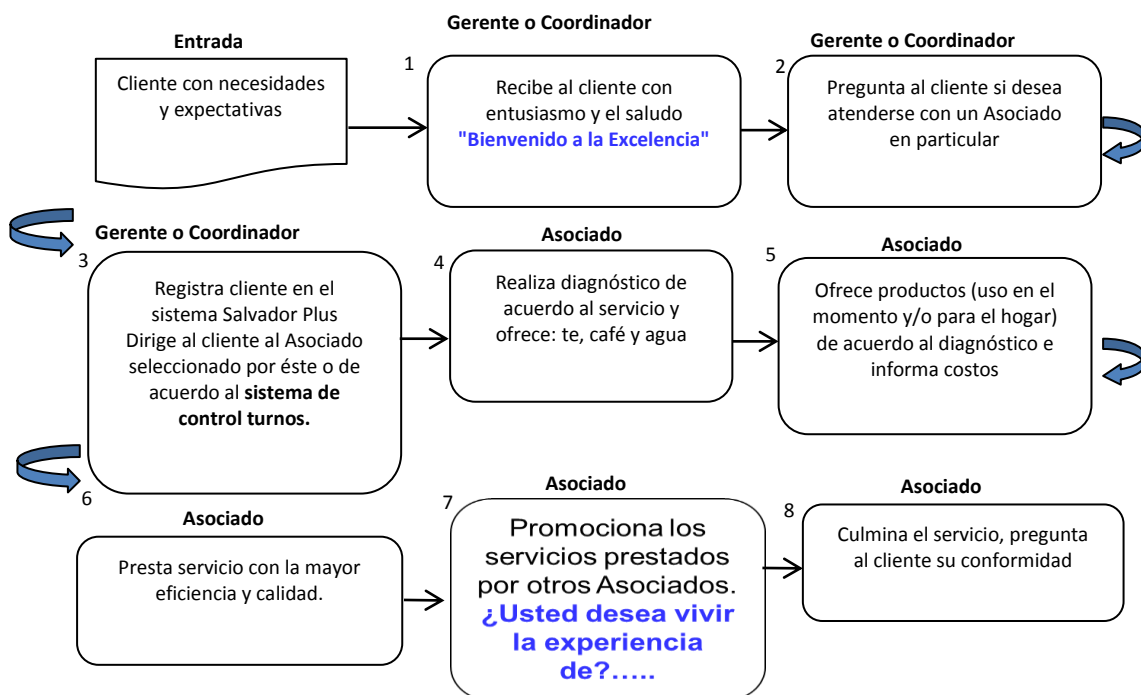 Entrada
Cliente con necesidades
y expectativas
Gerente o Coordinador
1
Recibe al cliente con
entusiasmo y el saludo
"Bienvenido a la Excelencia"
Gerente o Coordinador
2
Pregunta al cliente si desea
atenderse con un Asociado
en particular
Gerente o Coordinador
3
Registra cliente en el
sistema Salvador Plus
Dirige al cliente al Asociado
seleccionado por éste o de
acuerdo al sistema de
control turnos.
Asociado
4
Realiza diagnóstico de
acuerdo al servicio y
ofrece: te, café y agua
Asociado
5
Ofrece productos (uso en el
momento y/o para el hogar)
de acuerdo al diagnóstico e
informa costos
6
Asociado
Presta servicio con la mayor
eficiencia y calidad.
Asociado
7
Promociona los
servicios prestados
por otros Asociados.
¿Usted desea vivir
la experiencia
de?.....
Asociado
8
Culmina el servicio, pregunta
al cliente su conformidad